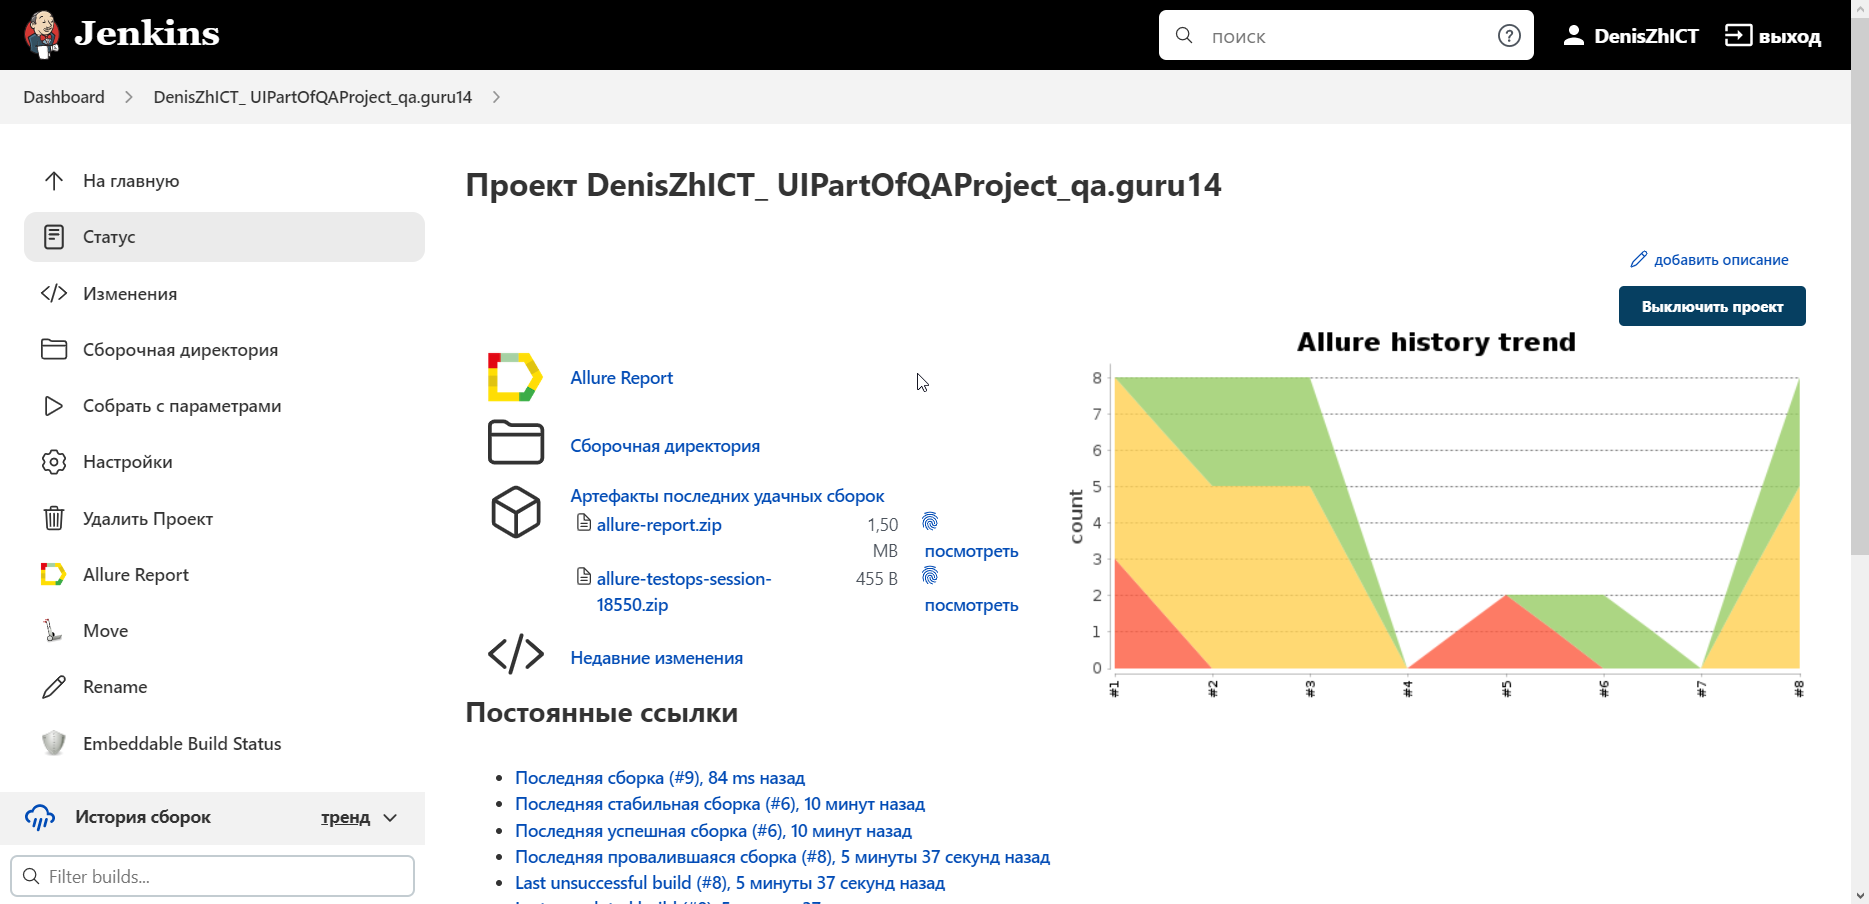 Jenkins
поиск
DenisZhICT
выход
Dashboard
DenisZhICT_ UIPartOfQAProject_qa.guru14
На главную
Статус
Изменения
Сборочная директория
Собрать с параметрами
Настройки
Удалить Проект
Allure Report
Move
Rename
Embeddable Build Status
История сборок
тренд
Filter builds...
Проект DenisZhICT_ UIPartOfQAProject_qa.guru14
добавить описание
Выключить проект
Allure Report
Сборочная директория
Артефакты последних удачных сборок
allure-report.zip
1,50
MB
посмотреть
allure-testops-session-
18550.zip
455 B
посмотреть
Недавние изменения
Allure history trend
count
8
7
6
5
4
3
2
1
0
#1
#2
#3
#4
#5
#6
#7
#8
Постоянные ссылки
Последняя сборка (#9), 84 ms назад
Последняя стабильная сборка (#6), 10 минут назад
Последняя успешная сборка (#6), 10 минут назад
Последняя провалившаяся сборка (#8), 5 минуты 37 секунд назад
Last unsuccessful build (#8), 5 минуты 37 секунд назад